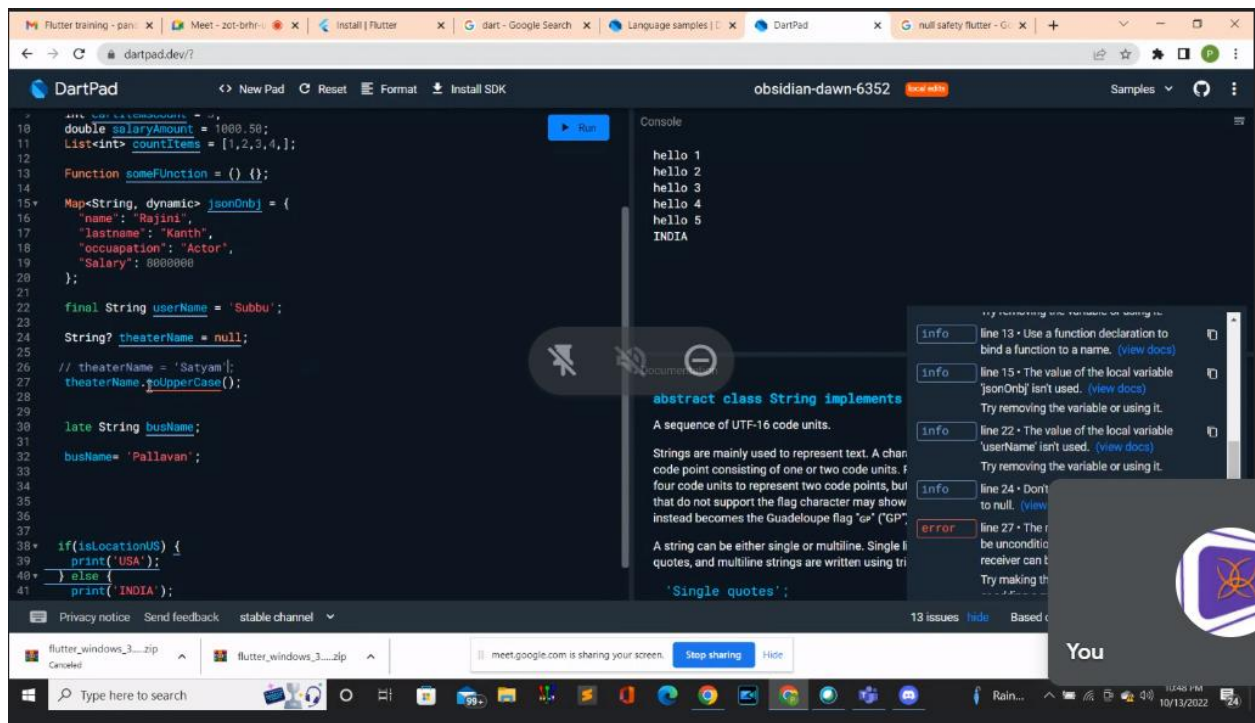 Flutter training - pan
Meet - zot-brhr-u
Install | Flutter
dart - Google Search
Language samples | D
DartPad
null safety flutter - Go
dartpad.dev/?
P
DartPad
<> New Pad
Reset
Format
Install SDK
obsidian-dawn-6352
local edits
Samples
Run
10 double salaryAmount = 1000.50;
11 List<int> countItems = [1,2,3,4,];
12
13 Function someFUnction = () {};
14
15 Map<String, dynamic> jsonOnbj = {
16 "name": "Rajini",
17 "lastname": "Kanth",
18 "occuapation": "Actor",
19 "Salary": 8000000
20 };
21
22 final String userName = 'Subbu';
23
24 String? theaterName = null;
25
26 // theaterName = 'Satyam';
27 theaterName.toUpperCase();
28
29
30 late String busName;
31
32 busName= 'Pallavan';
33
34
35
36
37
38 if(isLocationUS) {
39 print('USA');
40 } else {
41 print('INDIA');
Console
hello 1
hello 2
hello 3
hello 4
hello 5
INDIA
Documentation
abstract class String implements
A sequence of UTF-16 code units.
Strings are mainly used to represent text. A char
code point consisting of one or two code units.
four code units to represent two code points, but
that do not support the flag character may show
instead becomes the Guadeloupe flag "GP" ("GP"
A string can be either single or multiline. Single li
quotes, and multiline strings are written using tri
'Single quotes';
Try removing the variable or using it.
info
line 13 • Use a function declaration to
bind a function to a name. (view docs)
info
line 15 • The value of the local variable
'jsonOnbj' isn't used. (view docs)
Try removing the variable or using it.
info
line 22 • The value of the local variable
'userName' isn't used. (view docs)
Try removing the variable or using it.
info
line 24 • Don't
to null. (view
error
line 27 • The
be unconditio
receiver can b
Try making th
You
Privacy notice
Send feedback
stable channel
13 issues
hide
Based
flutter_windows_3....zip
Canceled
flutter_windows_3....zip
meet.google.com is sharing your screen.
Stop sharing
Hide
Type here to search
99+
Rain...
10:48 PM
10/13/2022
24